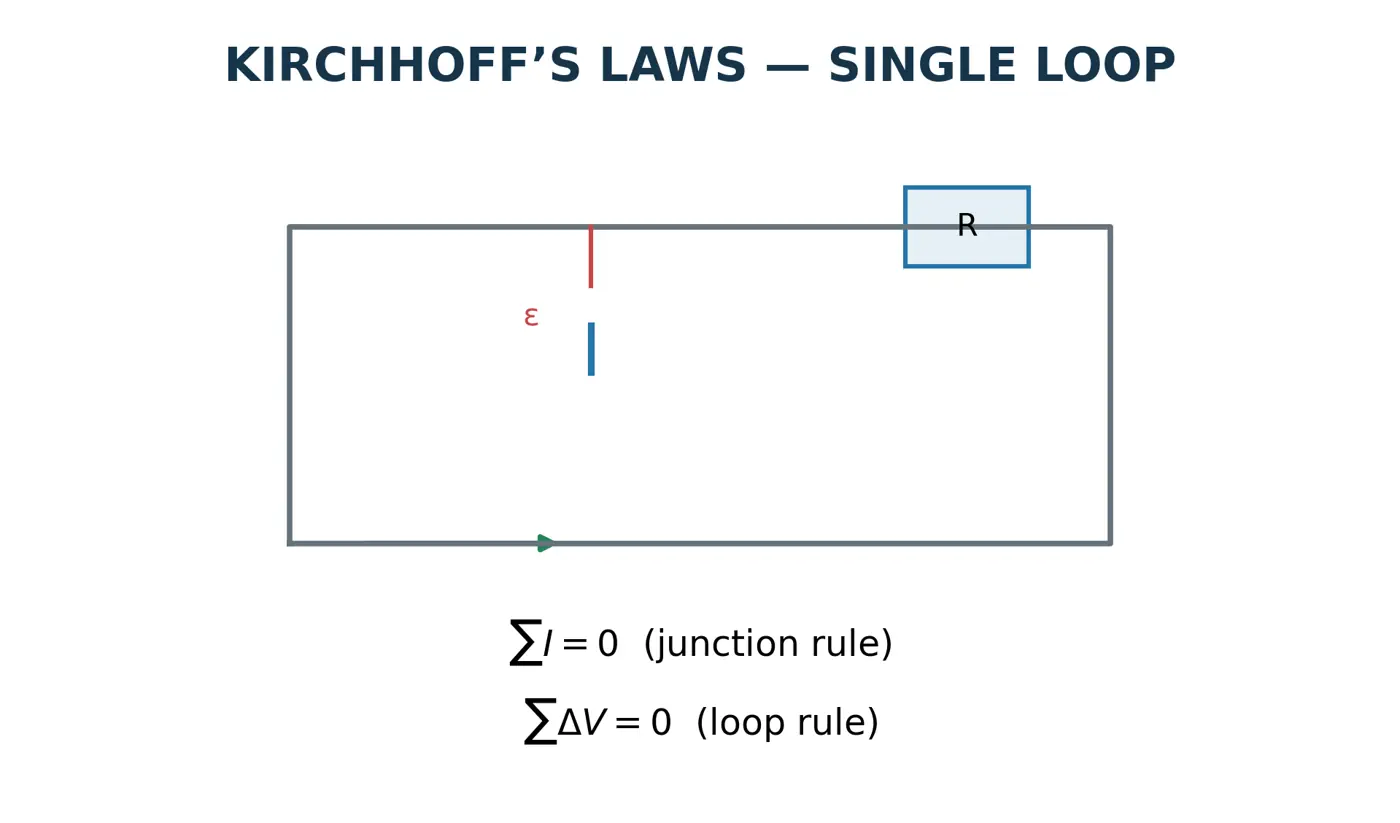 KIRCHHOFF’S LAWS — SINGLE LOOP
R
ε
∑I = 0 (junction rule)
∑ΔV = 0 (loop rule)